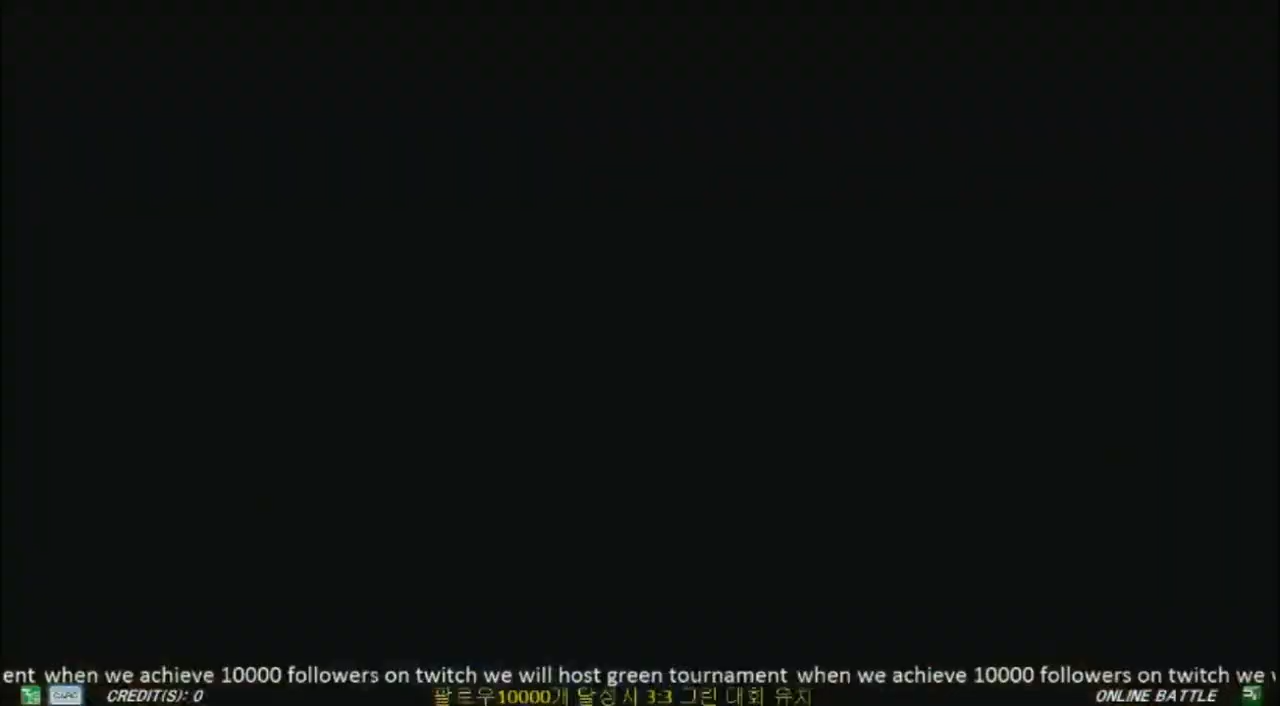 ent when we achieve 10000 followers on twitch we will host green tournament when we achieve 10000 followers on twitch we
CREDIT(S): 0 팔로우10000개 달성 시 3:3 그린 대회 유지 ONLINE BATTLE